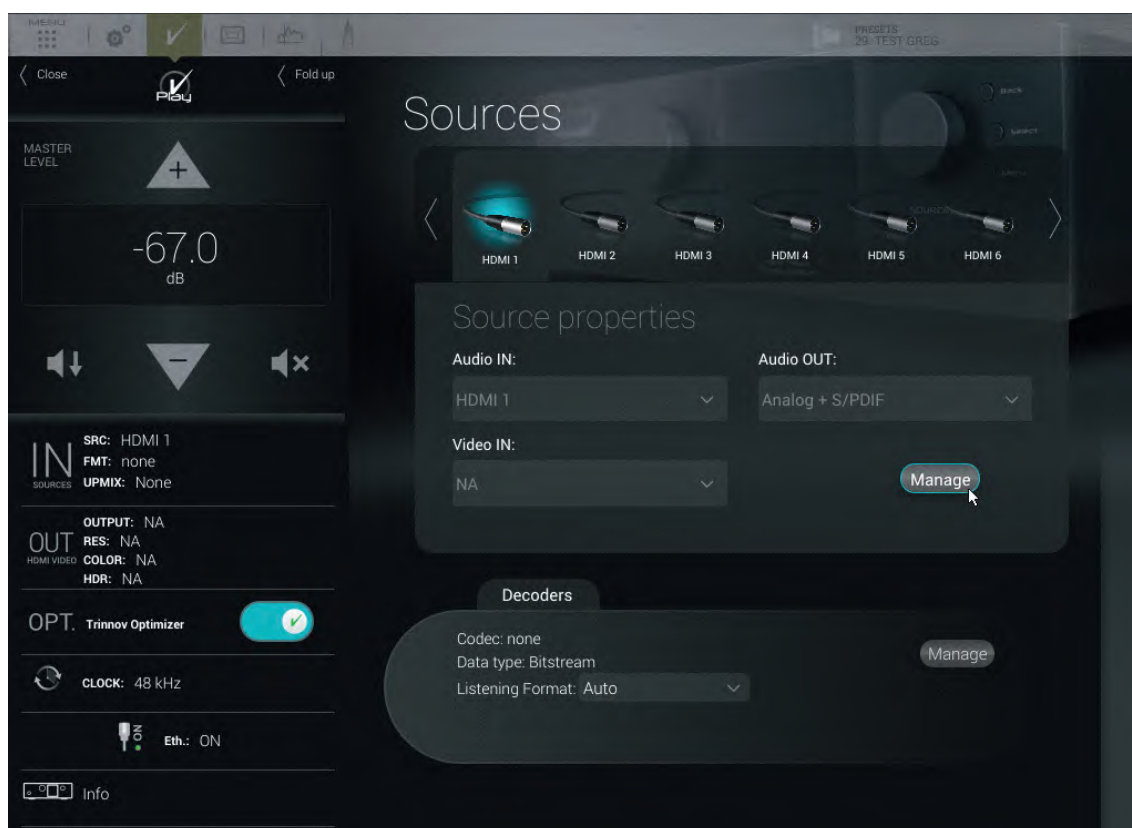 MENU
PRESETS
29: TEST GREG
Close
Play
Fold up
MASTER
LEVEL
+
-67.0
dB
-
IN
SOURCES
SRC: HDMI 1
FMT: none
UPMIX: None
OUT
HDMI VIDEO
OUTPUT: NA
RES: NA
COLOR: NA
HDR: NA
OPT. Trinnov Optimizer
CLOCK: 48 kHz
ON
Eth.: ON
Info
Sources
Back
Select
SOURCE
HDMI 1
HDMI 2
HDMI 3
HDMI 4
HDMI 5
HDMI 6
Source properties
Audio IN:
Audio OUT:
HDMI 1
Analog + S/PDIF
Video IN:
NA
Manage
Decoders
Codec: none
Data type: Bitstream
Listening Format: Auto
Manage